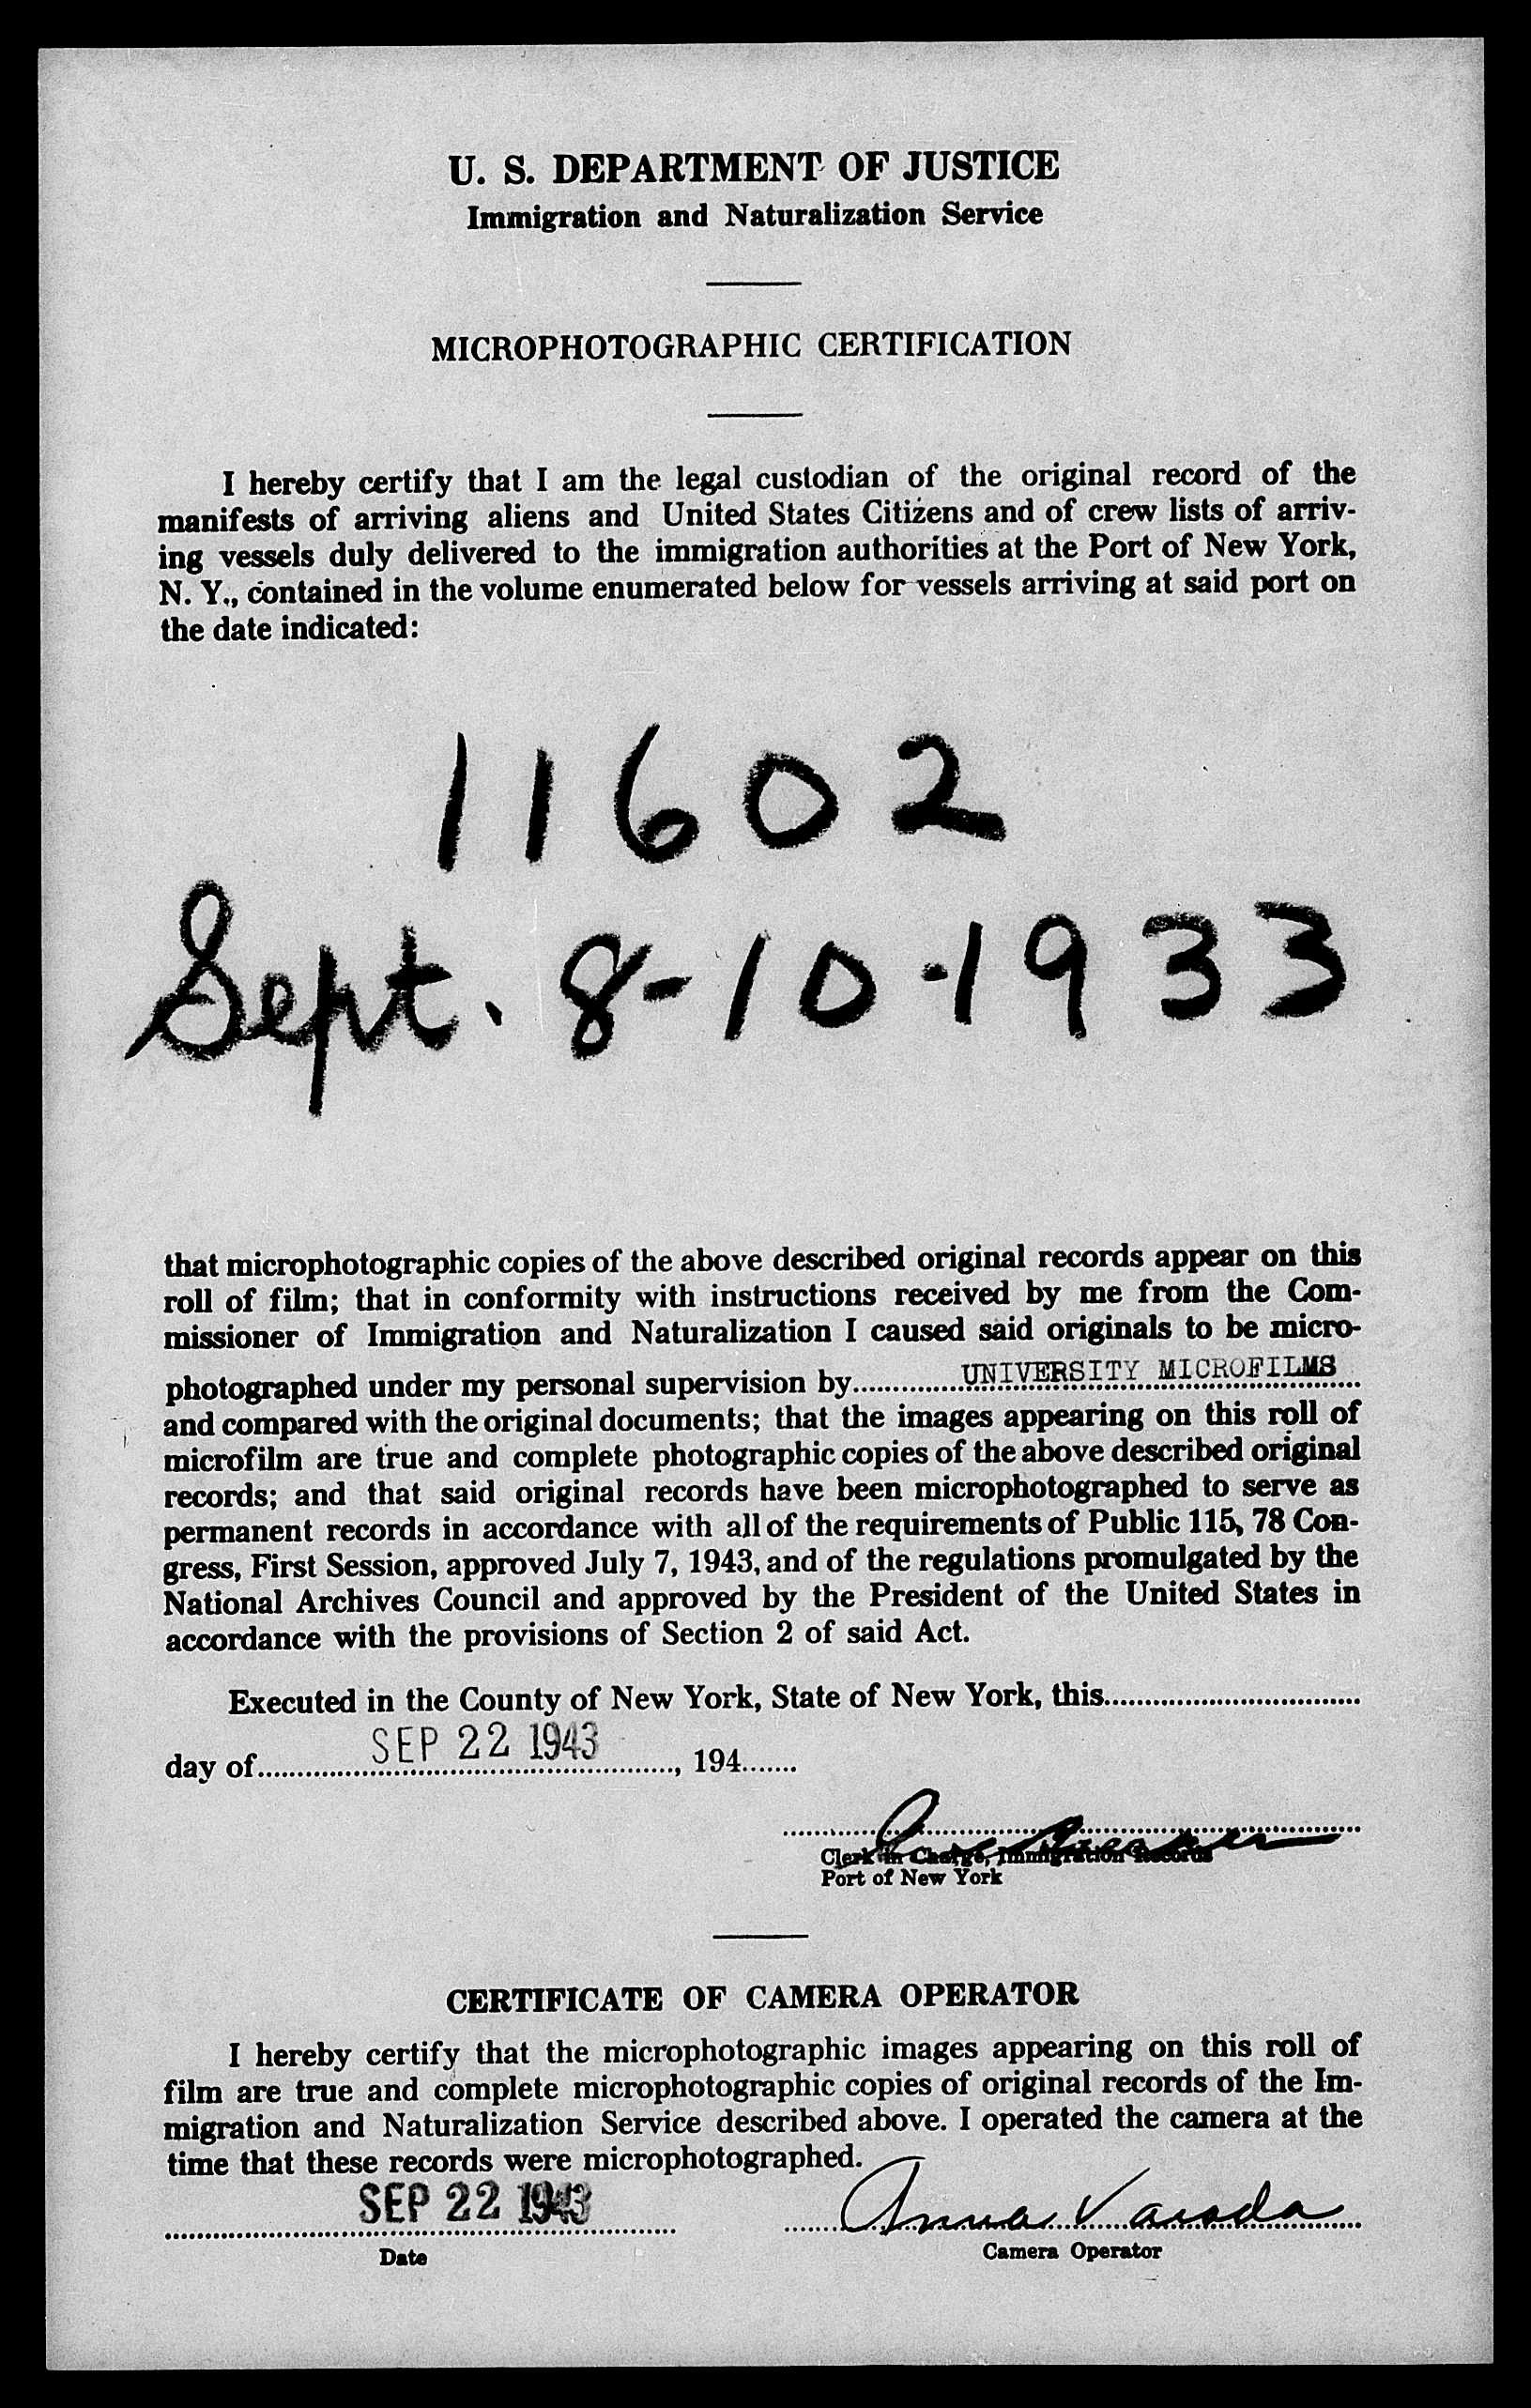 U. S. DEPARTMENT OF JUSTICE
Immigration and Naturalization Service
MICROPHOTOGRAPHIC CERTIFICATION
I hereby certify that I am the legal custodian of the original record of the
manifests of arriving aliens and United States Citizens and of crew lists of arriv-
ing vessels duly delivered to the immigration authorities at the Port of New York,
N. Y., contained in the volume enumerated below for vessels arriving at said port on
the date indicated:
11602
Sept. 8-10-1933
that microphotographic copies of the above described original records appear on this
roll of film; that in conformity with instructions received by me from the Com-
missioner of Immigration and Naturalization I caused said originals to be micro-
photographed under my personal supervision by UNIVERSITY MICROFILMS
and compared with the original documents; that the images appearing on this roll of
microfilm are true and complete photographic copies of the above described original
records; and that said original records have been microphotographed to serve as
permanent records in accordance with all of the requirements of Public 115, 78 Con-
gress, First Session, approved July 7, 1943, and of the regulations promulgated by the
National Archives Council and approved by the President of the United States in
accordance with the provisions of Section 2 of said Act.
Executed in the County of New York, State of New York, this
day of SEP 22 1943, 194
Clerk in Charge, Immigration Records
Port of New York
CERTIFICATE OF CAMERA OPERATOR
I hereby certify that the microphotographic images appearing on this roll of
film are true and complete microphotographic copies of original records of the Im-
migration and Naturalization Service described above. I operated the camera at the
time that these records were microphotographed.
SEP 22 1943 Anna
Date Camera Operator